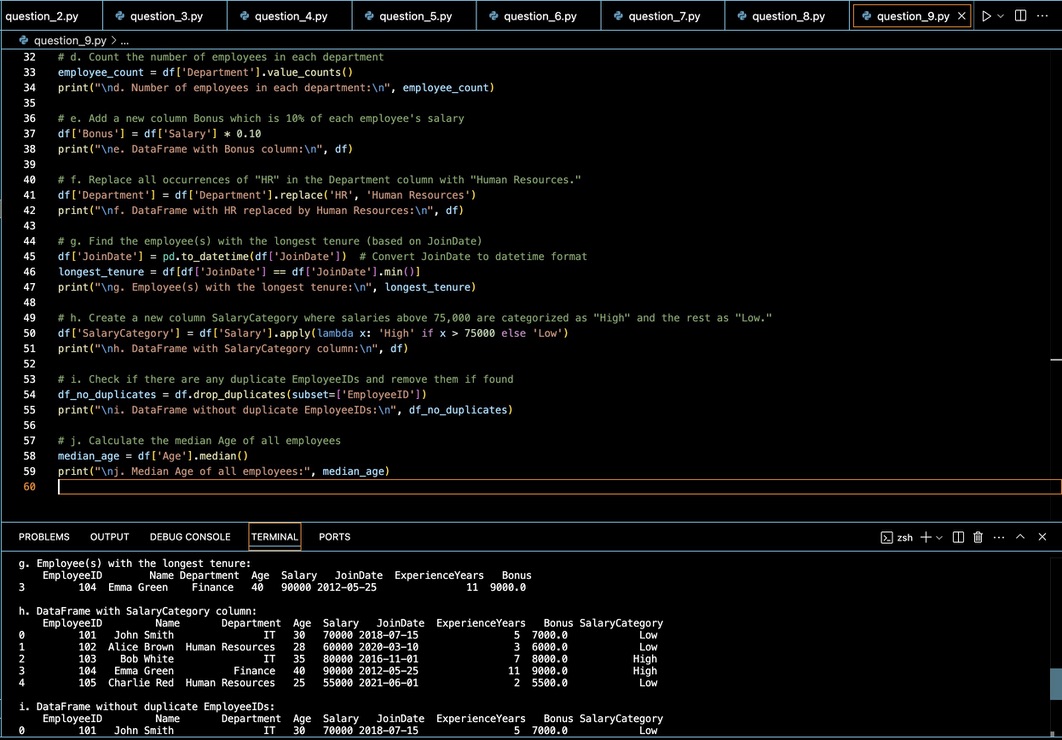 question_2.py question_3.py question_4.py question_5.py question_6.py question_7.py question_8.py question_9.py
question_9.py > ...
32 # d. Count the number of employees in each department
33 employee_count = df['Department'].value_counts()
34 print("\nd. Number of employees in each department:\n", employee_count)
35
36 # e. Add a new column Bonus which is 10% of each employee's salary
37 df['Bonus'] = df['Salary'] * 0.10
38 print("\ne. DataFrame with Bonus column:\n", df)
39
40 # f. Replace all occurrences of "HR" in the Department column with "Human Resources."
41 df['Department'] = df['Department'].replace('HR', 'Human Resources')
42 print("\nf. DataFrame with HR replaced by Human Resources:\n", df)
43
44 # g. Find the employee(s) with the longest tenure (based on JoinDate)
45 df['JoinDate'] = pd.to_datetime(df['JoinDate'])  # Convert JoinDate to datetime format
46 longest_tenure = df[df['JoinDate'] == df['JoinDate'].min()]
47 print("\ng. Employee(s) with the longest tenure:\n", longest_tenure)
48
49 # h. Create a new column SalaryCategory where salaries above 75,000 are categorized as "High" and the rest as "Low."
50 df['SalaryCategory'] = df['Salary'].apply(lambda x: 'High' if x > 75000 else 'Low')
51 print("\nh. DataFrame with SalaryCategory column:\n", df)
52
53 # i. Check if there are any duplicate EmployeeIDs and remove them if found
54 df_no_duplicates = df.drop_duplicates(subset=['EmployeeID'])
55 print("\ni. DataFrame without duplicate EmployeeIDs:\n", df_no_duplicates)
56
57 # j. Calculate the median Age of all employees
58 median_age = df['Age'].median()
59 print("\nj. Median Age of all employees:", median_age)
60
PROBLEMS OUTPUT DEBUG CONSOLE TERMINAL PORTS zsh
g. Employee(s) with the longest tenure:
EmployeeID Name Department Age Salary JoinDate ExperienceYears Bonus
3 104 Emma Green Finance 40 90000 2012-05-25 11 9000.0
h. DataFrame with SalaryCategory column:
EmployeeID Name Department Age Salary JoinDate ExperienceYears Bonus SalaryCategory
0 101 John Smith IT 30 70000 2018-07-15 5 7000.0 Low
1 102 Alice Brown Human Resources 28 60000 2020-03-10 3 6000.0 Low
2 103 Bob White IT 35 80000 2016-11-01 7 8000.0 High
3 104 Emma Green Finance 40 90000 2012-05-25 11 9000.0 High
4 105 Charlie Red Human Resources 25 55000 2021-06-01 2 5500.0 Low
i. DataFrame without duplicate EmployeeIDs:
EmployeeID Name Department Age Salary JoinDate ExperienceYears Bonus SalaryCategory
0 101 John Smith IT 30 70000 2018-07-15 5 7000.0 Low